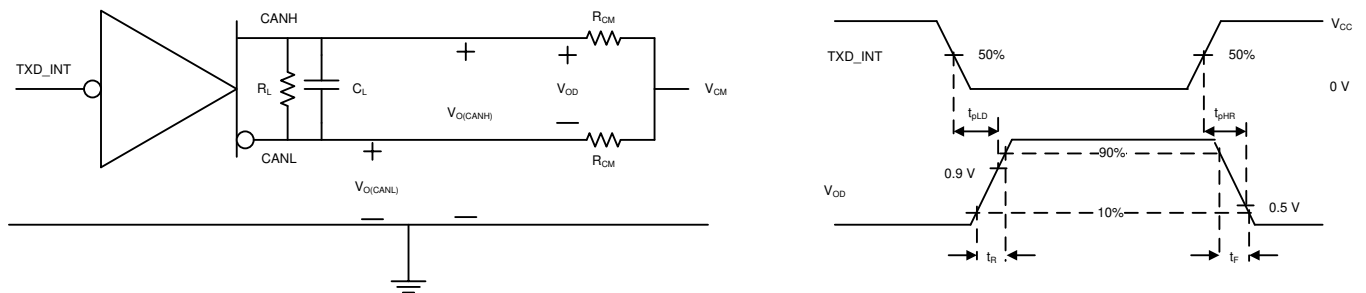 CANH
R_CM
TXD_INT
R_L
C_L
V_OD
V_CM
V_O(CANH)
CANL
R_CM
V_O(CANL)
V_CC
TXD_INT
50%
50%
0 V
t_pLD
t_pHR
90%
0.9 V
V_OD
10%
0.5 V
t_R
t_F